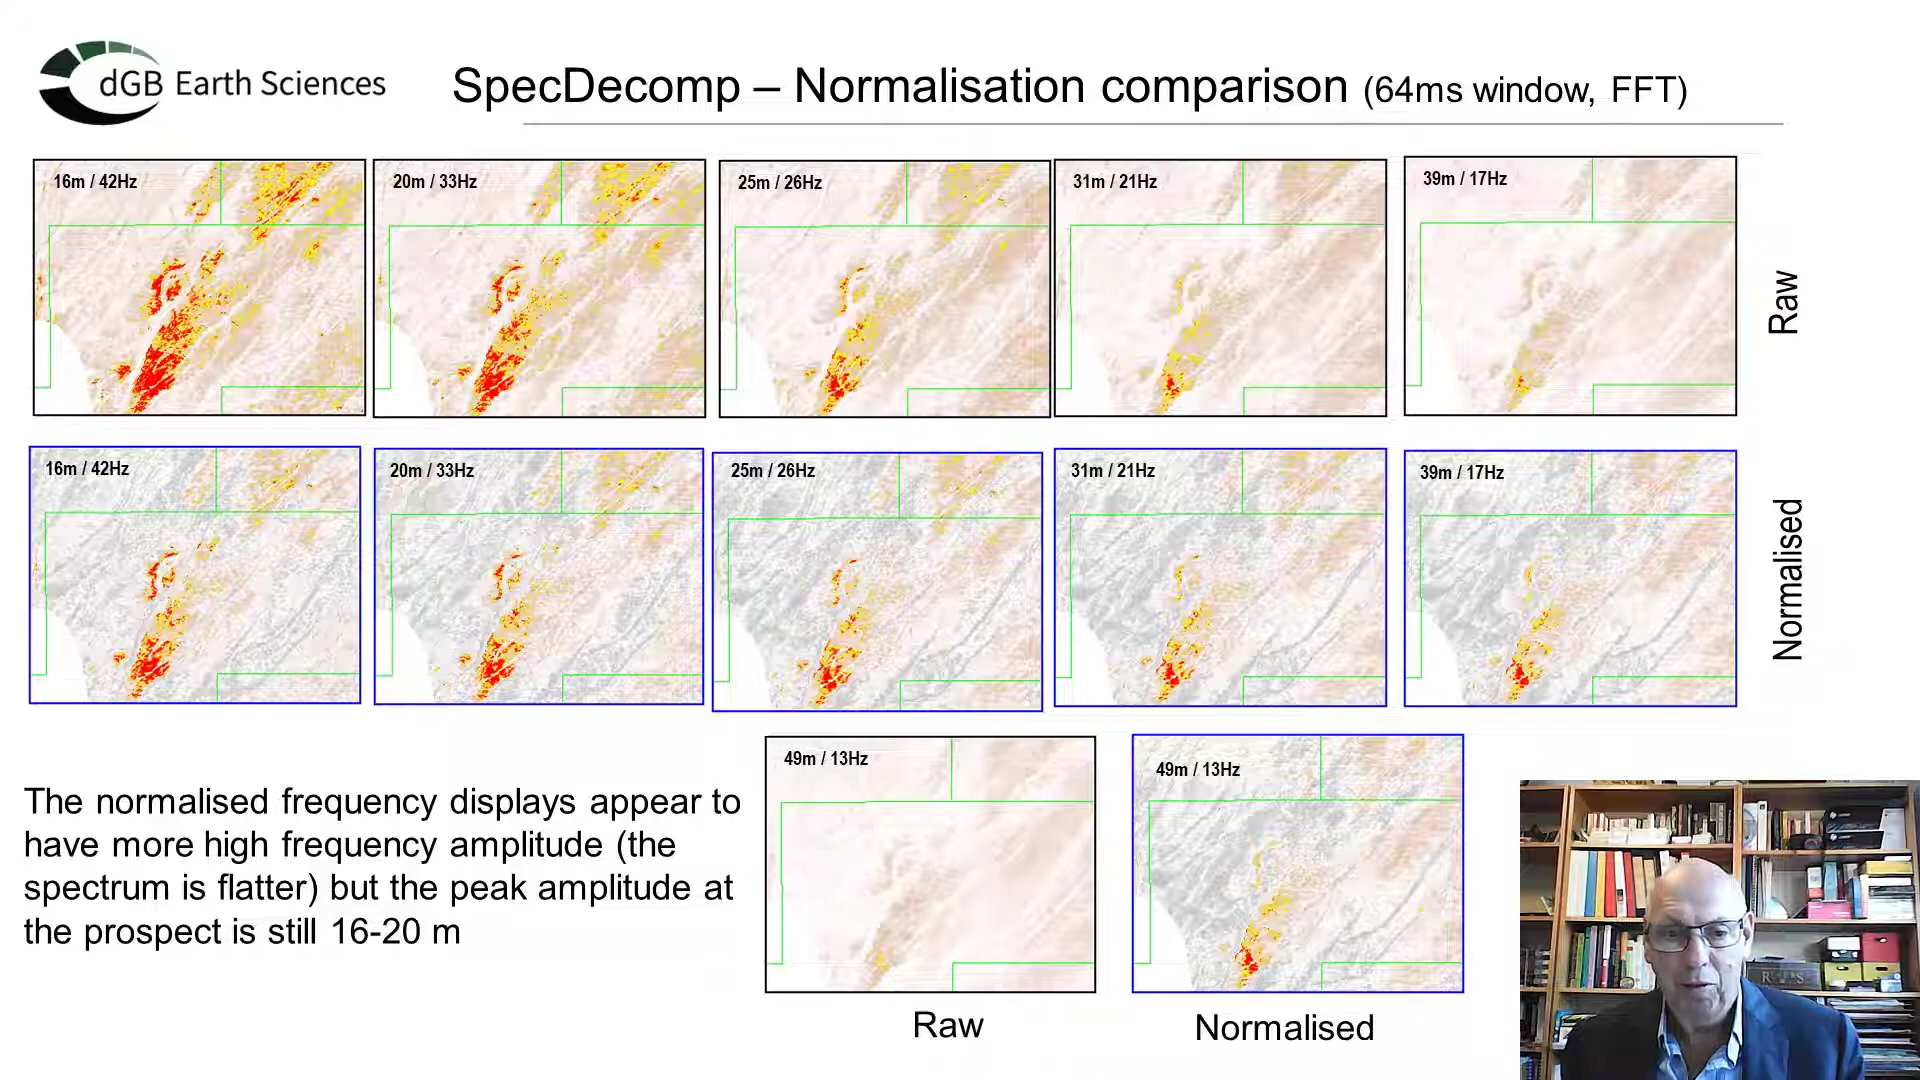 dGB Earth Sciences
SpecDecomp – Normalisation comparison (64ms window, FFT)
16m / 42Hz
20m / 33Hz
25m / 26Hz
31m / 21Hz
39m / 17Hz
Raw
16m / 42Hz
20m / 33Hz
25m / 26Hz
31m / 21Hz
39m / 17Hz
Normalised
The normalised frequency displays appear to
have more high frequency amplitude (the
spectrum is flatter) but the peak amplitude at
the prospect is still 16-20 m
49m / 13Hz
49m / 13Hz
Raw
Normalised